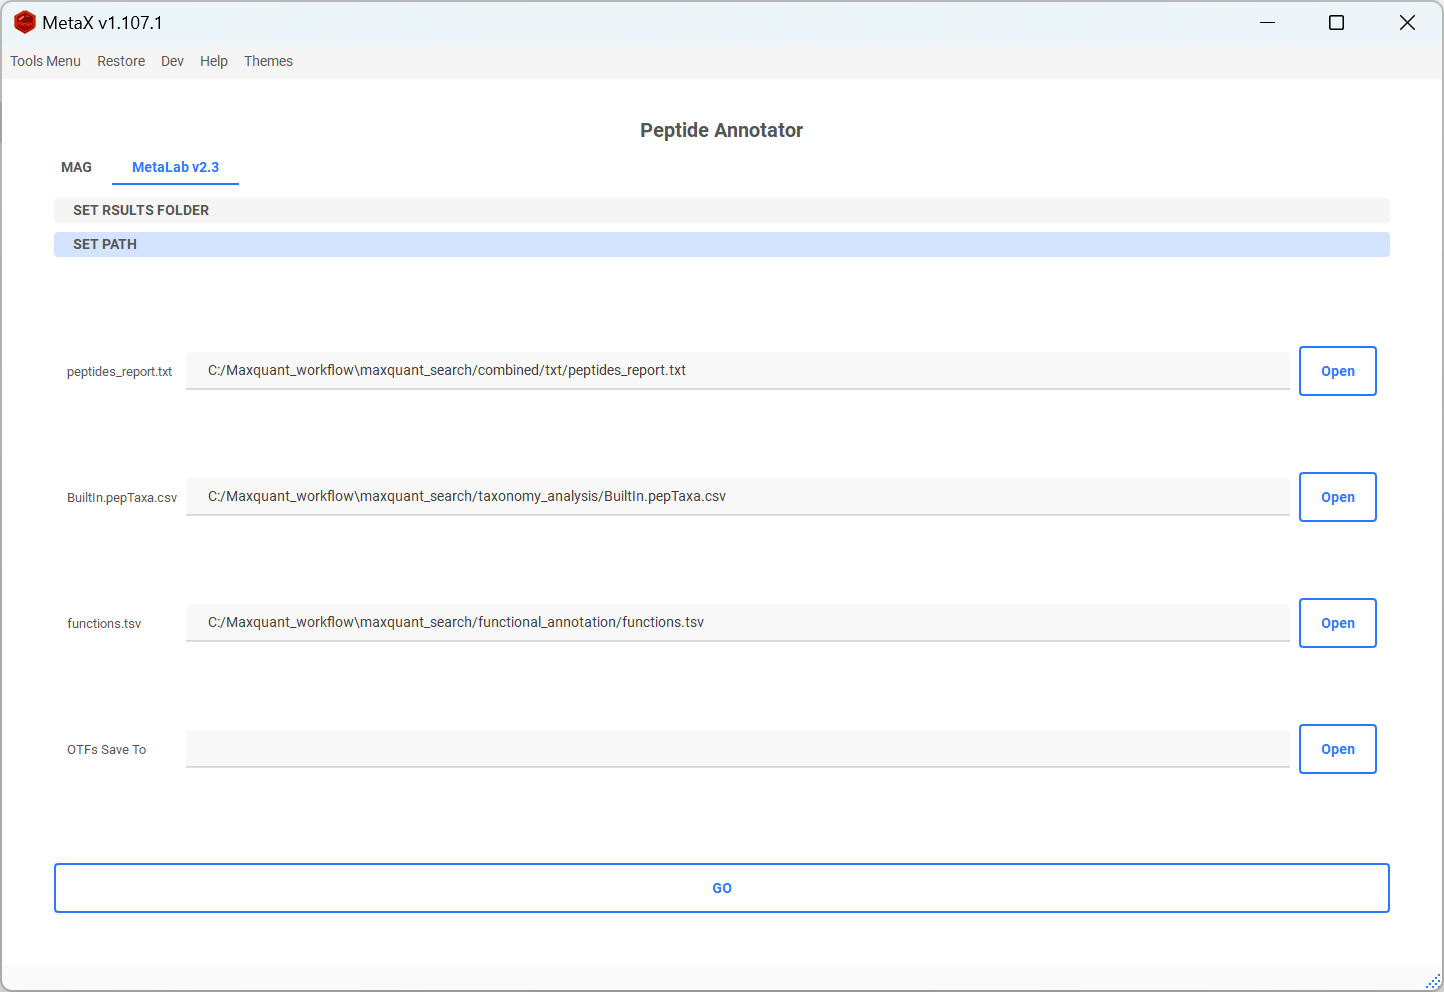 MetaX v1.107.1
Tools Menu Restore Dev Help Themes
Peptide Annotator
MAG MetaLab v2.3
SET RSULTS FOLDER
SET PATH
peptides_report.txt C:/Maxquant_workflow\maxquant_search/combined/txt/peptides_report.txt Open
BuiltIn.pepTaxa.csv C:/Maxquant_workflow\maxquant_search/taxonomy_analysis/BuiltIn.pepTaxa.csv Open
functions.tsv C:/Maxquant_workflow\maxquant_search/functional_annotation/functions.tsv Open
OTFs Save To Open
GO